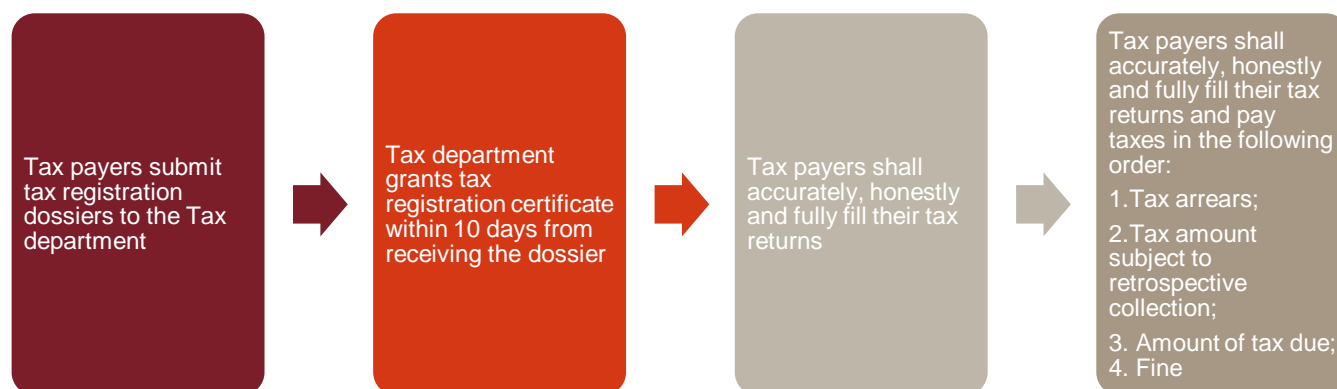 Tax payers submit
tax registration
dossiers to the Tax
department
Tax department
grants tax
registration certificate
within 10 days from
receiving the dossier
Tax payers shall
accurately, honestly
and fully fill their tax
returns
Tax payers shall
accurately, honestly
and fully fill their tax
returns and pay
taxes in the following
order:
1.Tax arrears;
2.Tax amount
subject to
retrospective
collection;
3. Amount of tax due;
4. Fine